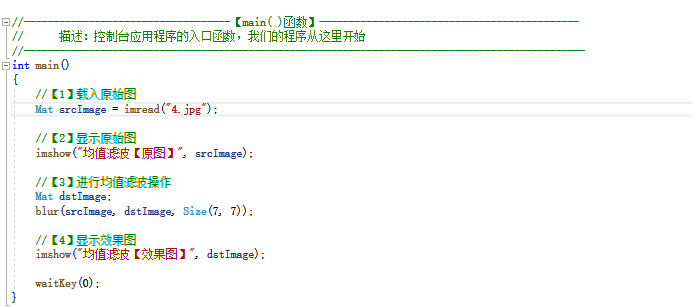 //-----------------------------------【main( )函数】--------------------------------------------
//      描述：控制台应用程序的入口函数，我们的程序从这里开始
//-----------------------------------------------------------------------------------------------
int main()
{
    //【1】载入原始图
    Mat srcImage = imread("4.jpg");
    //【2】显示原始图
    imshow("均值滤波【原图】", srcImage);
    //【3】进行均值滤波操作
    Mat dstImage;
    blur(srcImage, dstImage, Size(7, 7));
    //【4】显示效果图
    imshow("均值滤波【效果图】", dstImage);
    waitKey(0);
}